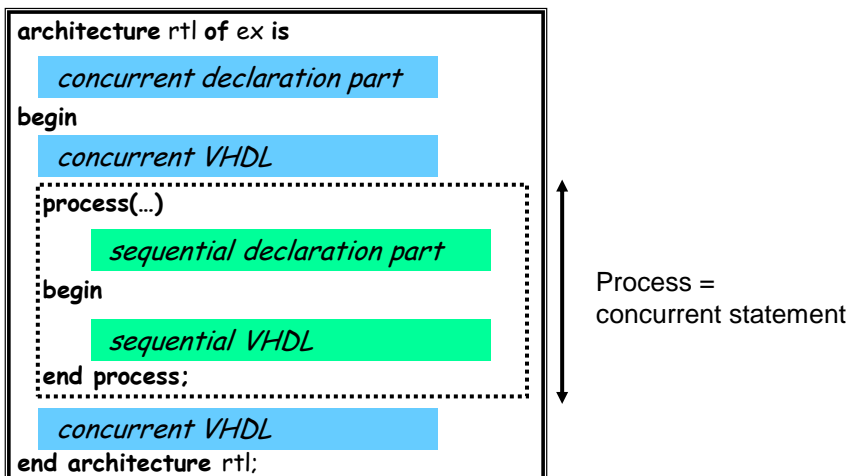 architecture rtl of ex is
concurrent declaration part
begin
concurrent VHDL
process(…)
sequential declaration part
begin
sequential VHDL
end process;
concurrent VHDL
end architecture rtl;
Process =
concurrent statement